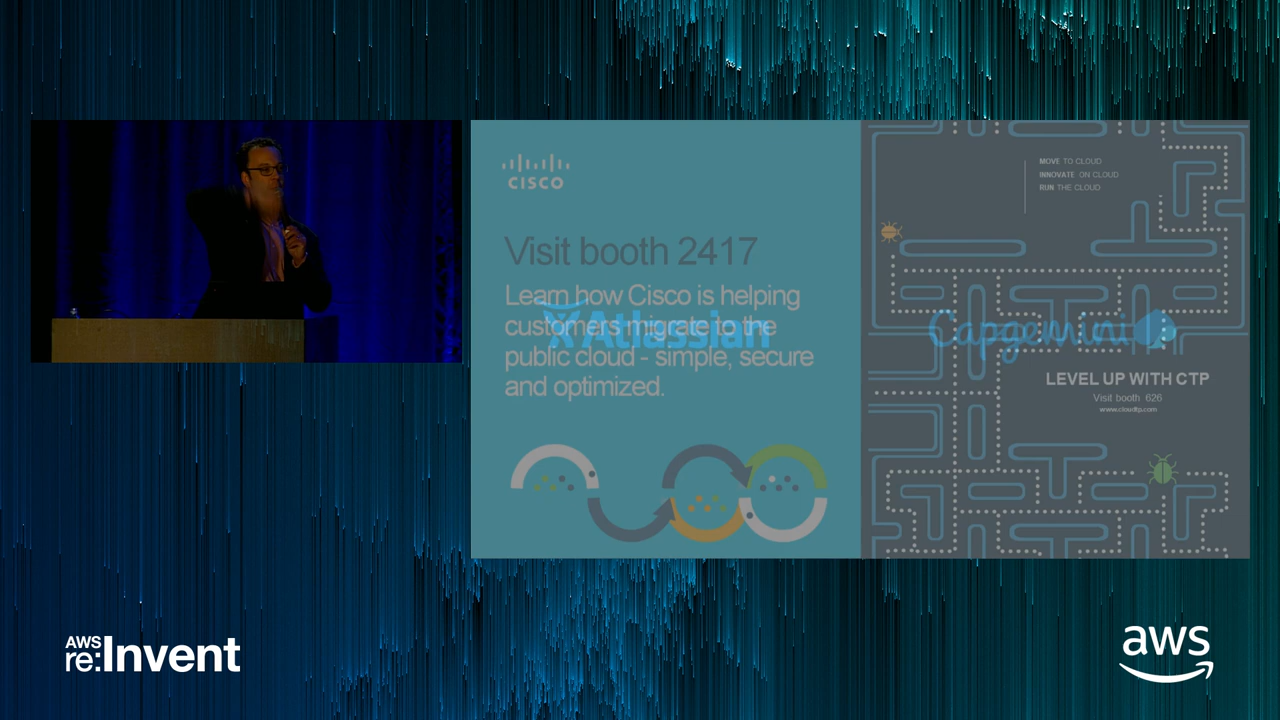 CISCO
Visit booth 2417
Learn how Cisco is helping
customers migrate to the
public cloud - simple, secure
and optimized.
Atlassian
MOVE TO CLOUD
INNOVATE ON CLOUD
RUN THE CLOUD
Capgemini
LEVEL UP WITH CTP
Visit booth 626
www.cloudtp.com
AWS
re:Invent
aws